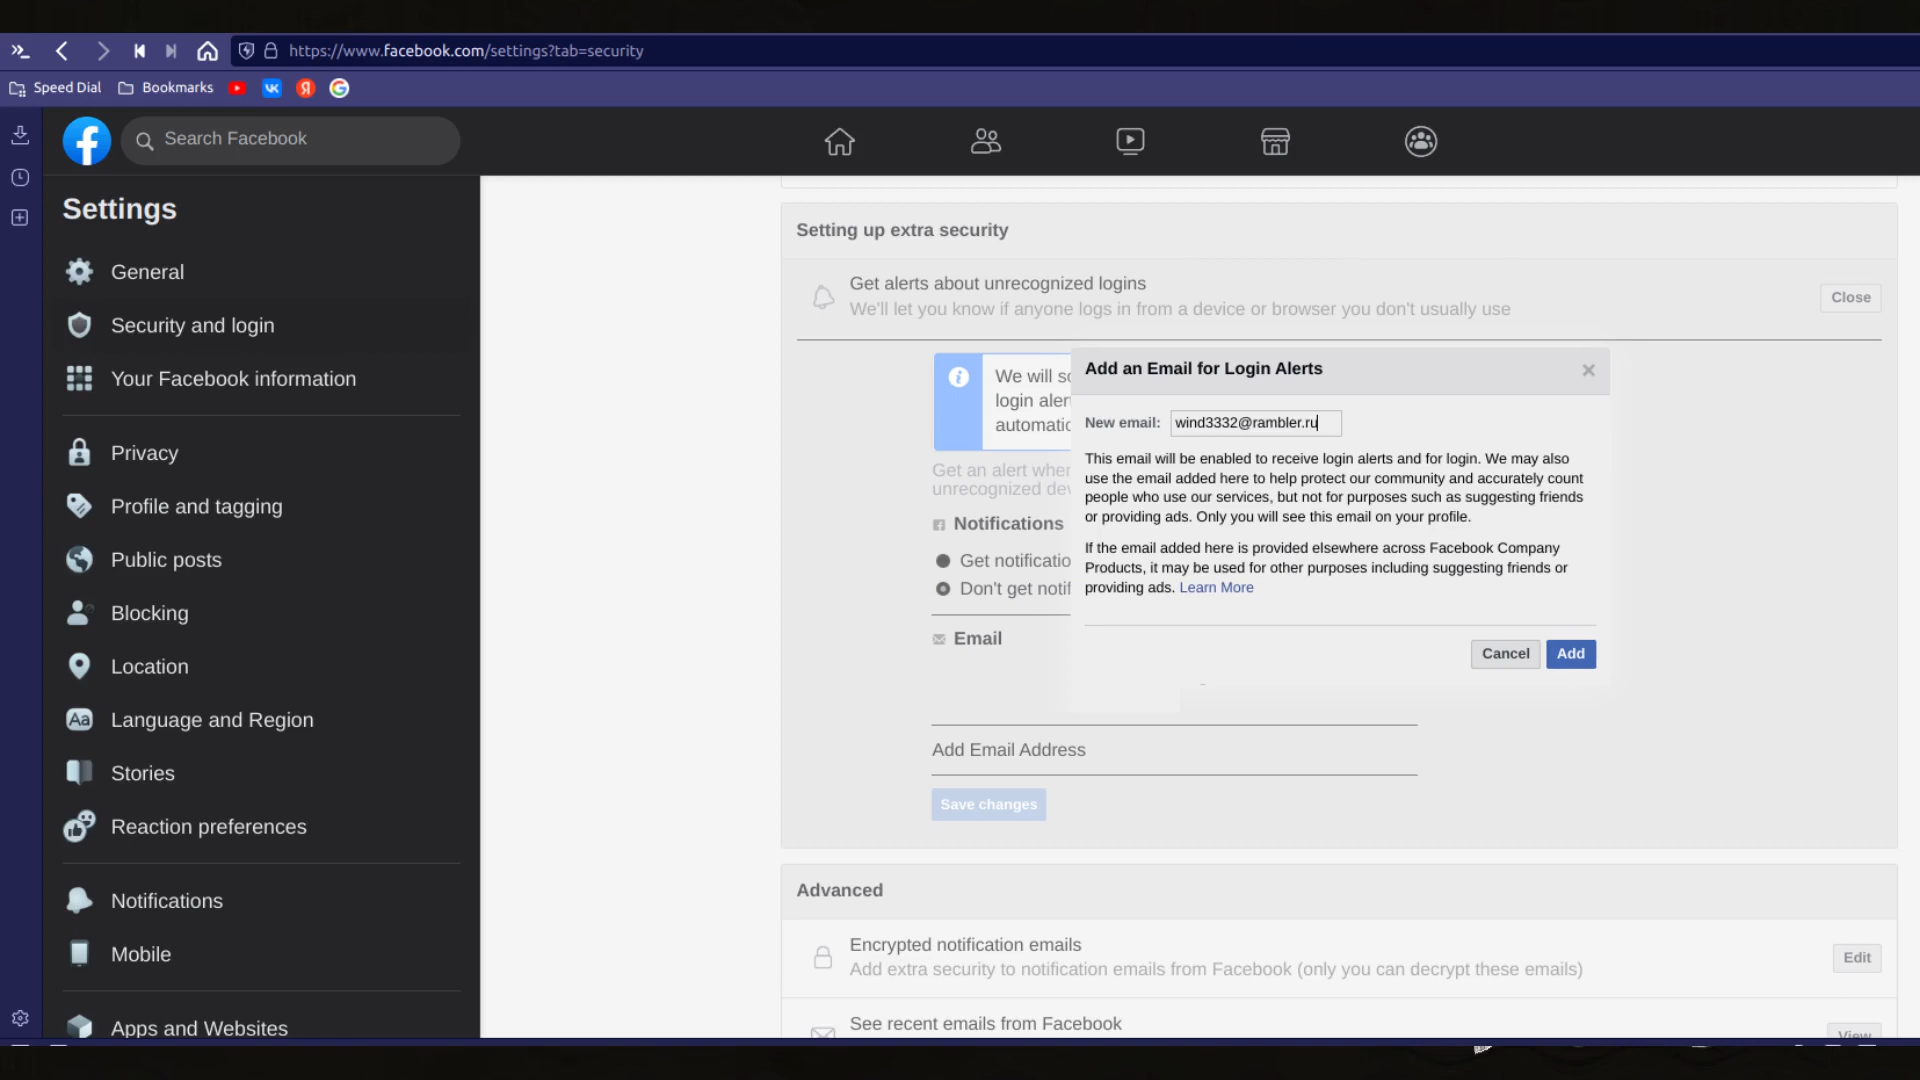 https://www.facebook.com/settings?tab=security
Speed Dial
Bookmarks
Search Facebook
Settings
General
Security and login
Your Facebook information
Privacy
Profile and tagging
Public posts
Blocking
Location
Aa
Language and Region
Stories
Reaction preferences
Notifications
Mobile
Apps and Websites
Setting up extra security
Get alerts about unrecognized logins
We'll let you know if anyone logs in from a device or browser you don't usually use
Close
We will
login
Get an alert
unrecognized
Notifications
Get
Don't get
Email
Add an Email for Login Alerts
New email: wind3332@rambler.ru
This email will be enabled to receive login alerts and for login. We may also
use the email added here to help protect our community and accurately count
people who use our services, but not for purposes such as suggesting friends
or providing ads. Only you will see this email on your profile.
If the email added here is provided elsewhere across Facebook Company
Products, it may be used for other purposes including suggesting friends or
providing ads. Learn More
Cancel
Add
Add Email Address
Save changes
Advanced
Encrypted notification emails
Add extra security to notification emails from Facebook (only you can decrypt these emails)
Edit
See recent emails from Facebook
View